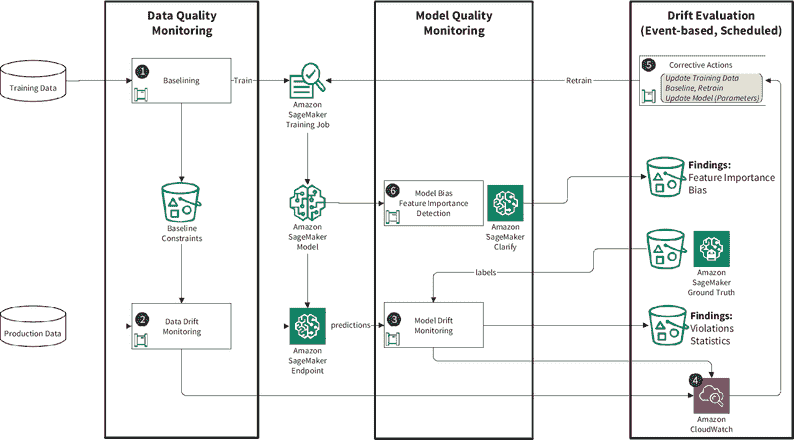 Data Quality
Monitoring
Model Quality
Monitoring
Drift Evaluation
(Event-based, Scheduled)
Training Data
1
Baselining
Train
Amazon
SageMaker
Training Job
Retrain
5
Corrective Actions
Update Training Data
Baseline, Retrain
Update Model (Parameters)
Baseline
Constraints
Amazon
SageMaker
Model
6
Model Bias
Feature Importance
Detection
Amazon
SageMaker
Clarify
Findings:
Feature Importance
Bias
labels
Amazon
SageMaker
Ground Truth
Production Data
2
Data Drift
Monitoring
Amazon
SageMaker
Endpoint
predictions
3
Model Drift
Monitoring
Findings:
Violations
Statistics
4
Amazon
CloudWatch